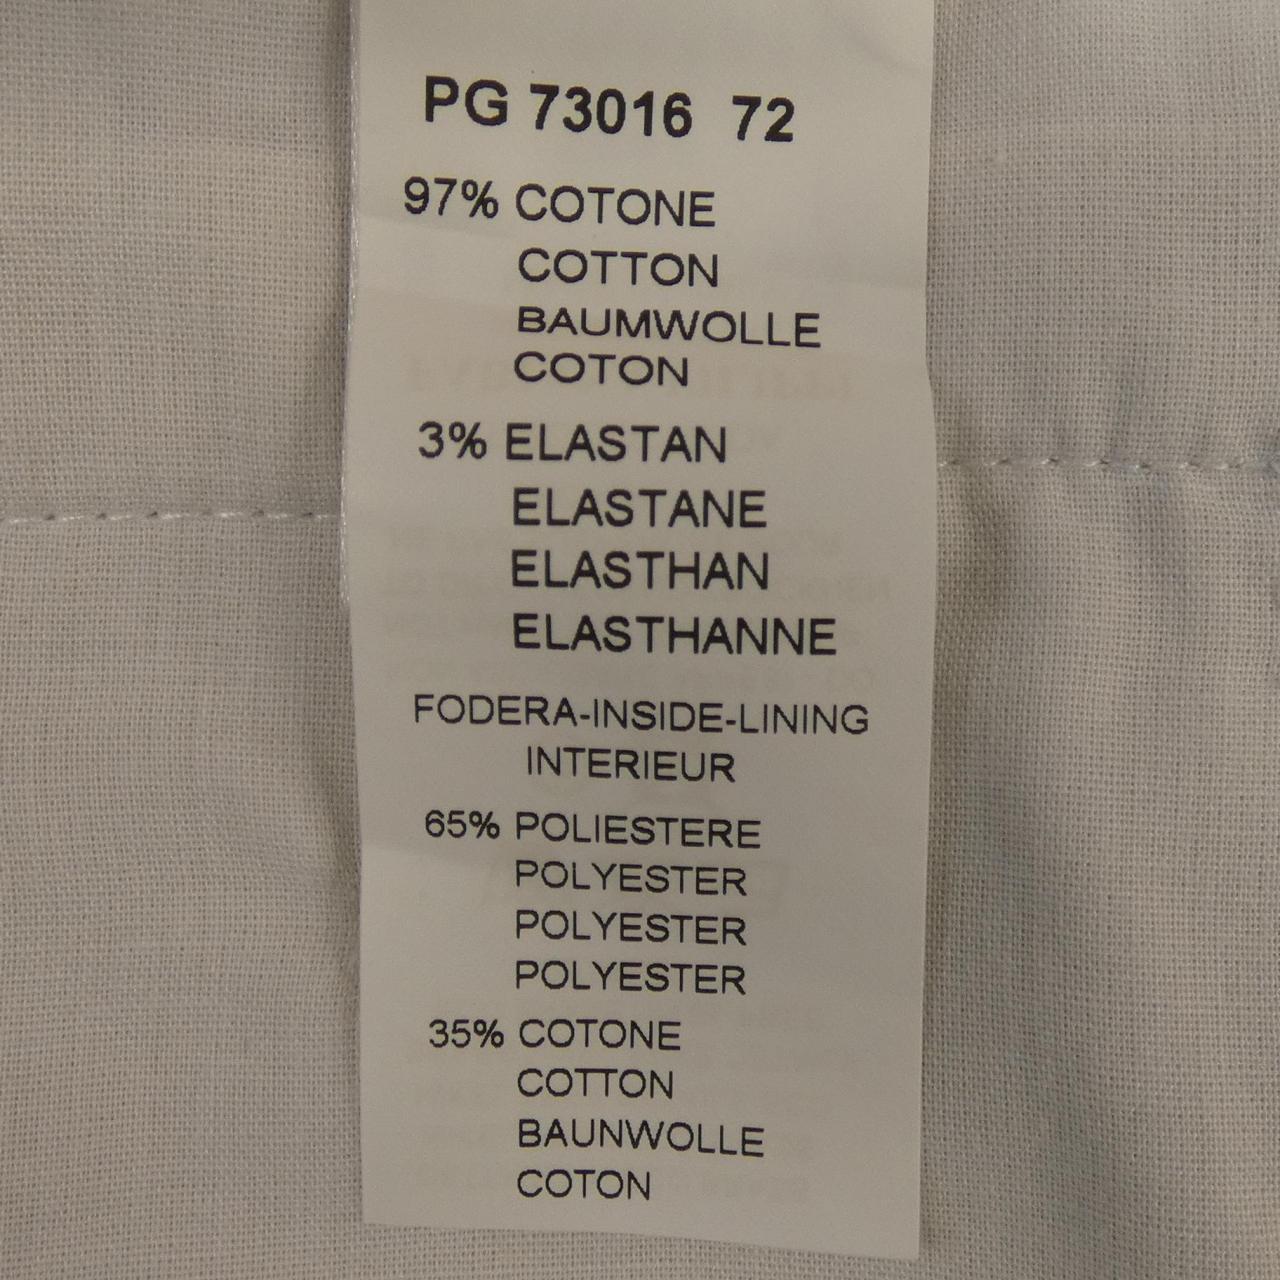 PG 73016 72
97% COTONE
COTTON
BAUMWOLLE
COTON
3% ELASTAN
ELASTANE
ELASTHAN
ELASTHANNE
FODERA-INSIDE-LINING
INTERIEUR
65% POLIESTERE
POLYESTER
POLYESTER
POLYESTER
35% COTONE
COTTON
BAUNWOLLE
COTON